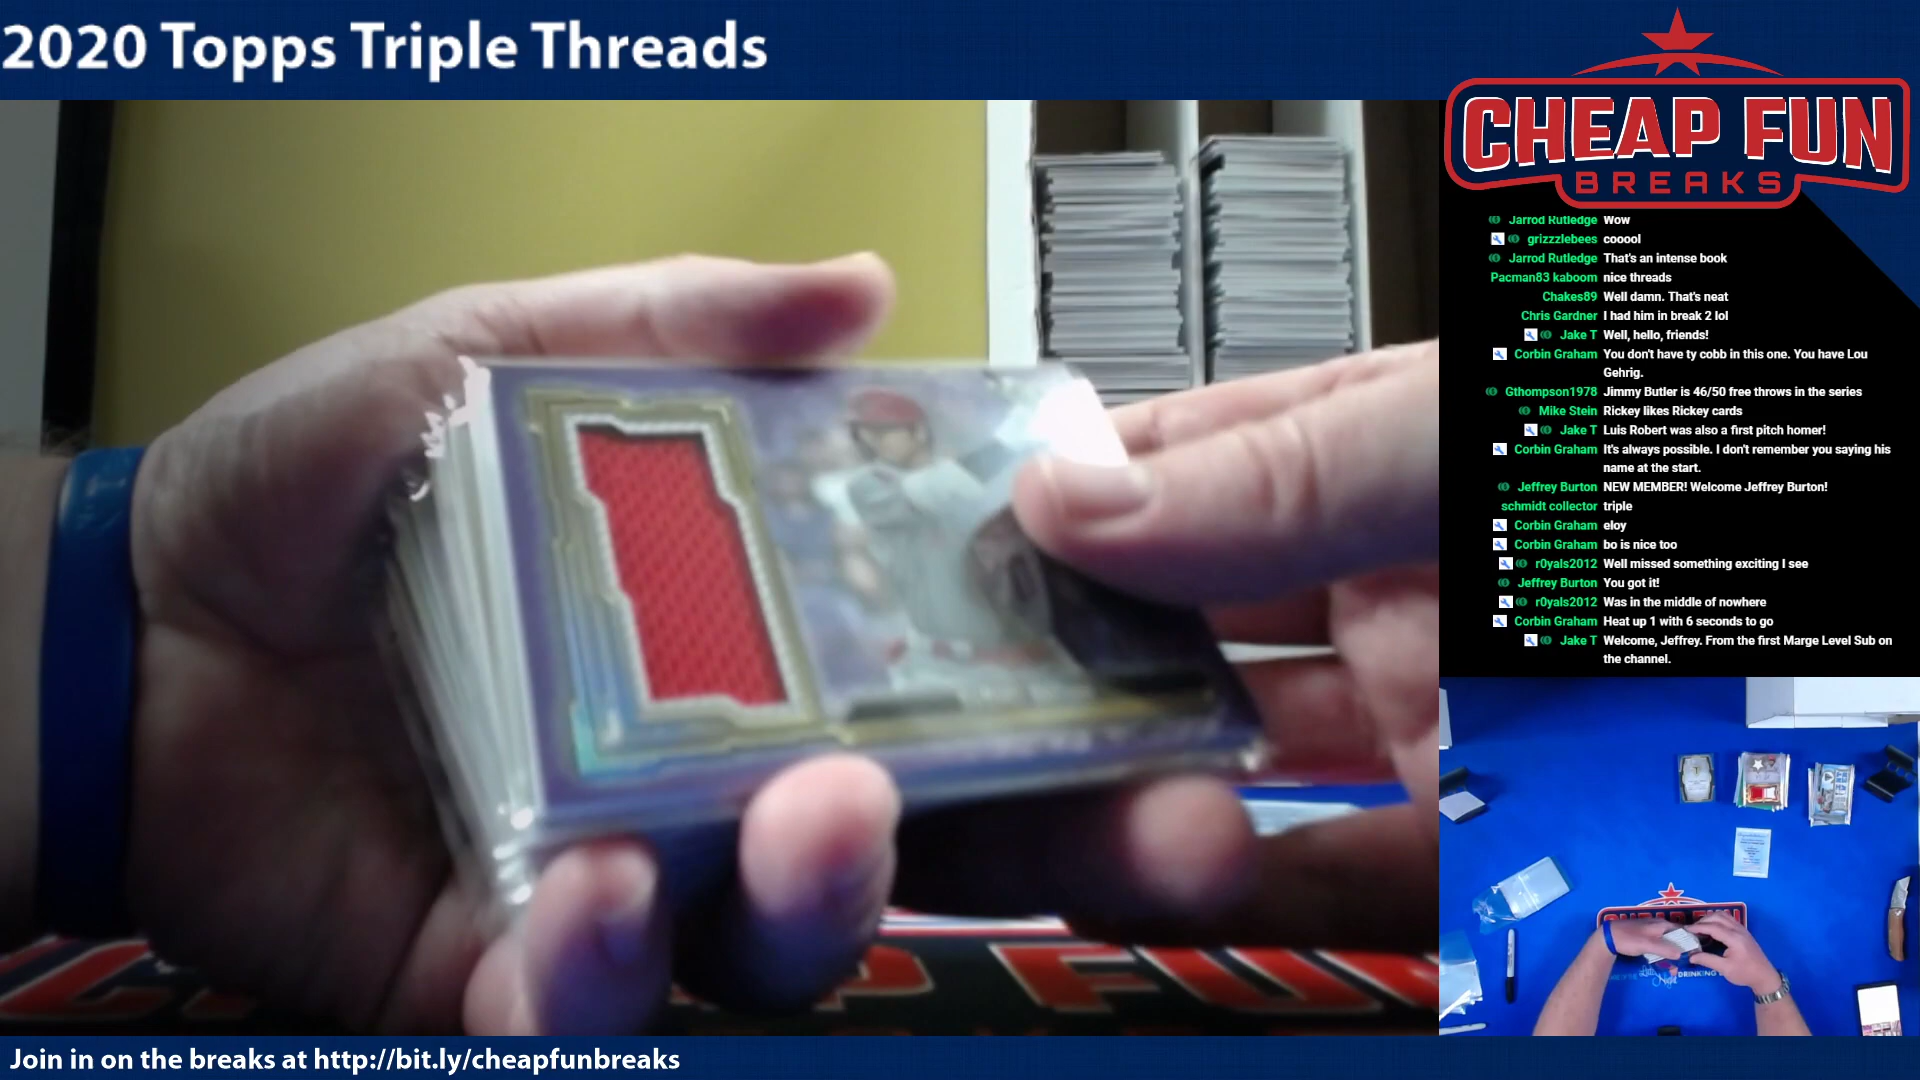 2020 Topps Triple Threads
CHEAP FUN
BREAKS
Jarrod Rutledge Wow
grizzzlebees cooool
Jarrod Rutledge That's an intense book
Pacman83 kaboom nice threads
Chakes89 Well damn. That's neat
Chris Gardner I had him in break 2 lol
Jake T Well, hello, friends!
Corbin Graham You don't have ty cobb in this one. You have Lou
Gehrig.
Gthompson1978 Jimmy Butler is 46/50 free throws in the series
Mike Stein Rickey likes Rickey cards
Jake T Luis Robert was also a first pitch homer!
Corbin Graham It's always possible. I don't remember you saying his
name at the start.
Jeffrey Burton NEW MEMBER! Welcome Jeffrey Burton!
schmidt collector triple
Corbin Graham eloy
Corbin Graham bo is nice too
r0yals2012 Well missed something exciting I see
Jeffrey Burton You got it!
r0yals2012 Was in the middle of nowhere
Corbin Graham Heat up 1 with 6 seconds to go
Jake T Welcome, Jeffrey. From the first Marge Level Sub on
the channel.
CHEAP FUN
DRINKING
Join in on the breaks at http://bit.ly/cheapfunbreaks